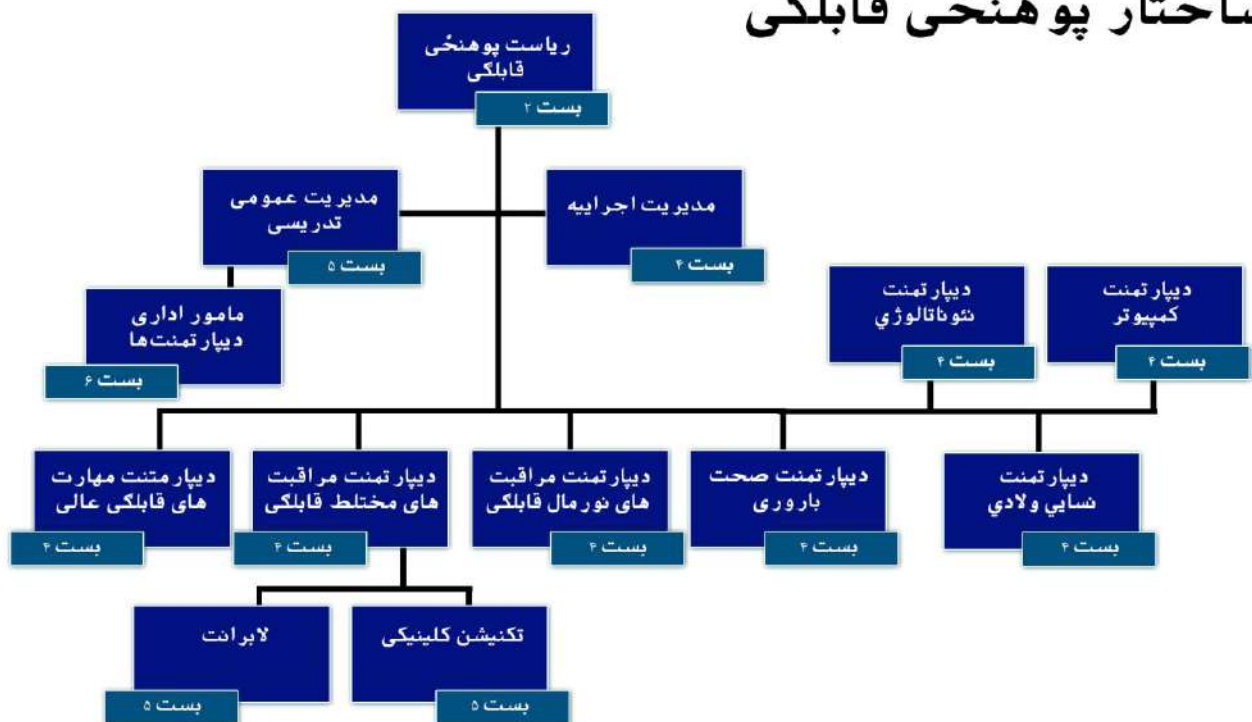 ساختار پوهنحی قابلگی
ریاست پوهنځی
قابلگی
بست ۲
مدیریت اجراییه
بست ۴
مدیریت عمومی
تدریسی
بست ۵
مامور اداری
دیپارتمنت‌ها
بست ۶
دیپارتمنت
کمپیوتر
بست ۴
دیپارتمنت
نئوناتالوژي
بست ۴
دیپارتمنت
نسایي ولادي
بست ۴
دیپارتمنت صحت
باروری
بست ۴
دیپارتمنت مراقبت
های نورمال قابلگی
بست ۴
دیپارتمنت مراقبت
های مختلط قابلگی
بست ۴
دیپارمتنت مهارت
های قابلگی عالی
بست ۴
تکنیشن کلینیکی
بست ۵
لابرانت
بست ۵